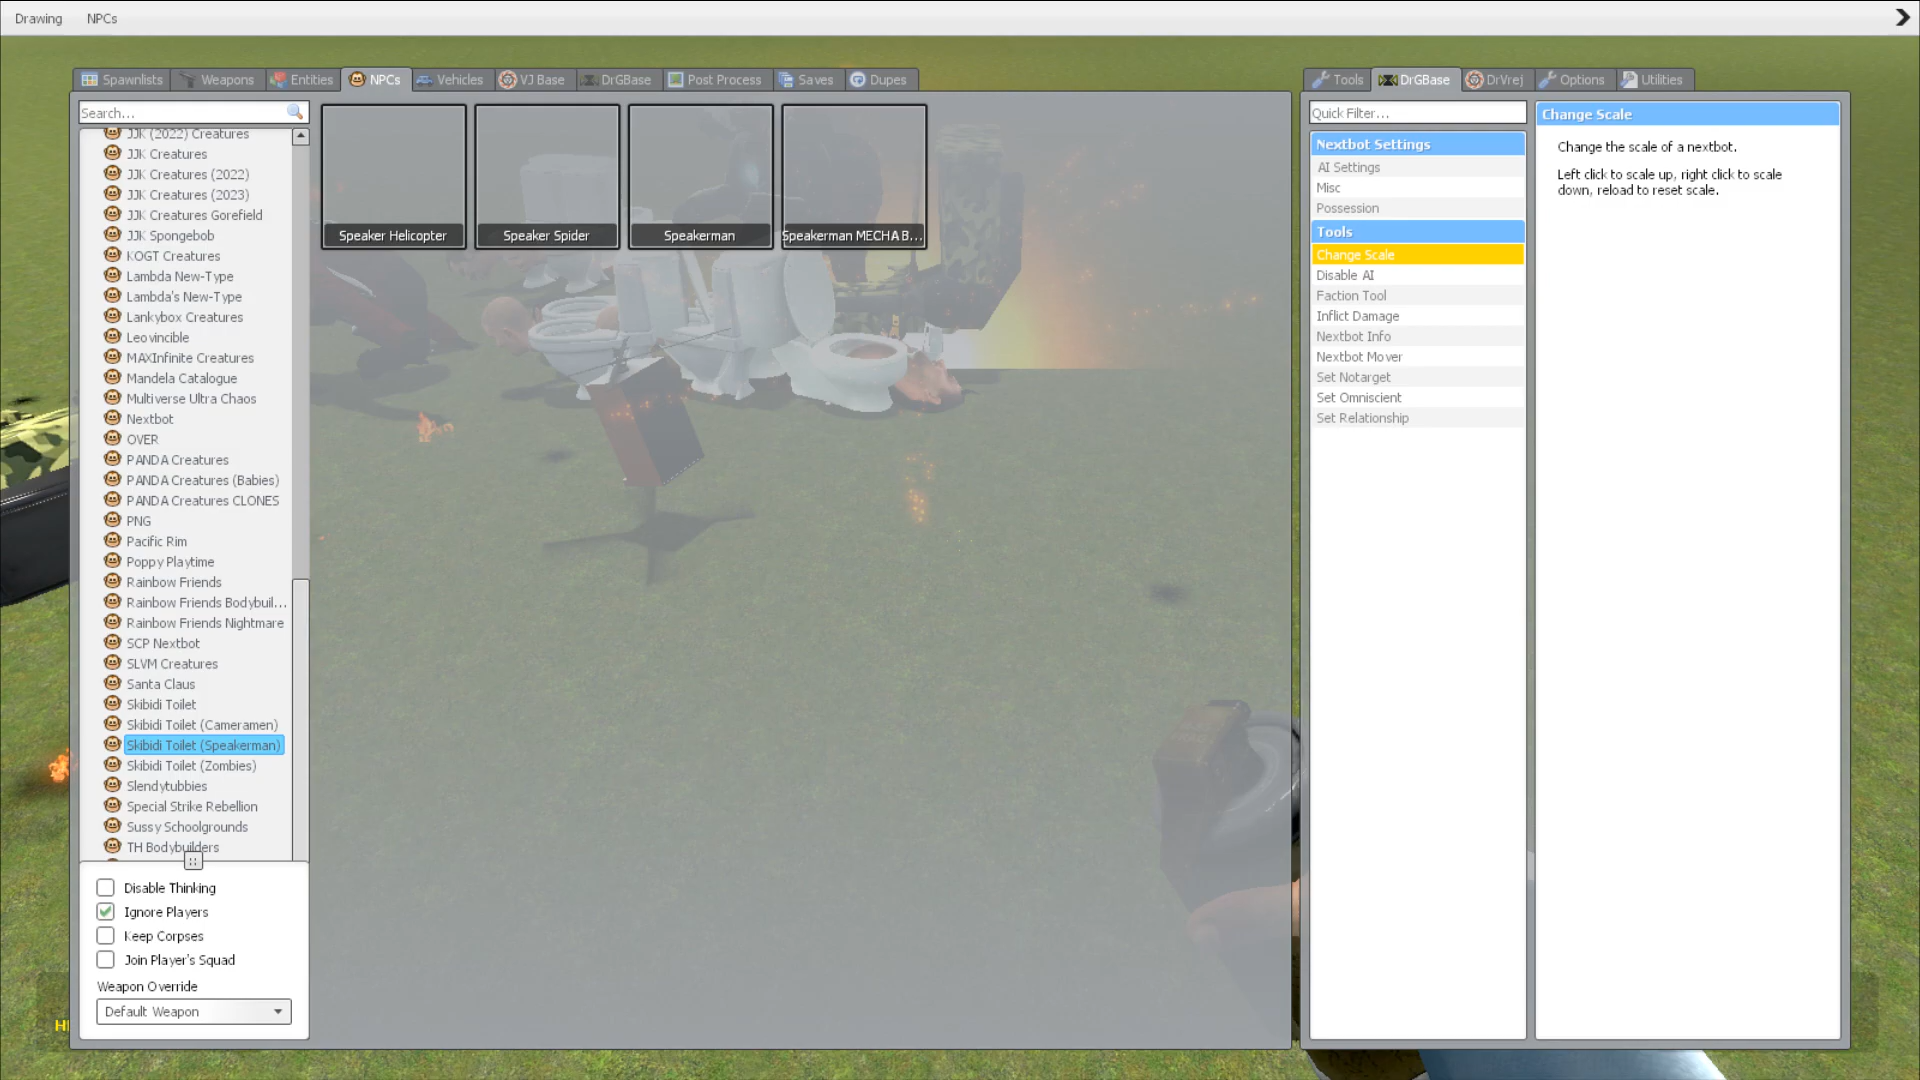 Drawing NPCs
Spawnlists Weapons Entities NPCs Vehicles VJ Base DrGBase Post Process Saves Dupes
Search...
JJK (2022) Creatures
JJK Creatures
JJK Creatures (2022)
JJK Creatures (2023)
JJK Creatures Gorefield
JJK Spongebob
KOGT Creatures
Lambda New-Type
Lambda's New-Type
Lankybox Creatures
Leovincible
MAXInfinite Creatures
Mandela Catalogue
Multiverse Ultra Chaos
Nextbot
OVER
PANDA Creatures
PANDA Creatures (Babies)
PANDA Creatures CLONES
PNG
Pacific Rim
Poppy Playtime
Rainbow Friends
Rainbow Friends Bodybuil...
Rainbow Friends Nightmare
SCP Nextbot
SLVM Creatures
Santa Claus
Skibidi Toilet
Skibidi Toilet (Cameramen)
Skibidi Toilet (Speakerman)
Skibidi Toilet (Zombies)
Slendytubbies
Special Strike Rebellion
Sussy Schoolgrounds
TH Bodybuilders
Disable Thinking
Ignore Players
Keep Corpses
Join Player's Squad
Weapon Override
Default Weapon
Speaker Helicopter
Speaker Spider
Speakerman
Speakerman MECHA B...
Tools DrGBase DrVrej Options Utilities
Quick Filter...
Nextbot Settings
AI Settings
Misc
Possession
Tools
Change Scale
Disable AI
Faction Tool
Inflict Damage
Nextbot Info
Nextbot Mover
Set Notarget
Set Omniscient
Set Relationship
Change Scale
Change the scale of a nextbot.
Left click to scale up, right click to scale
down, reload to reset scale.